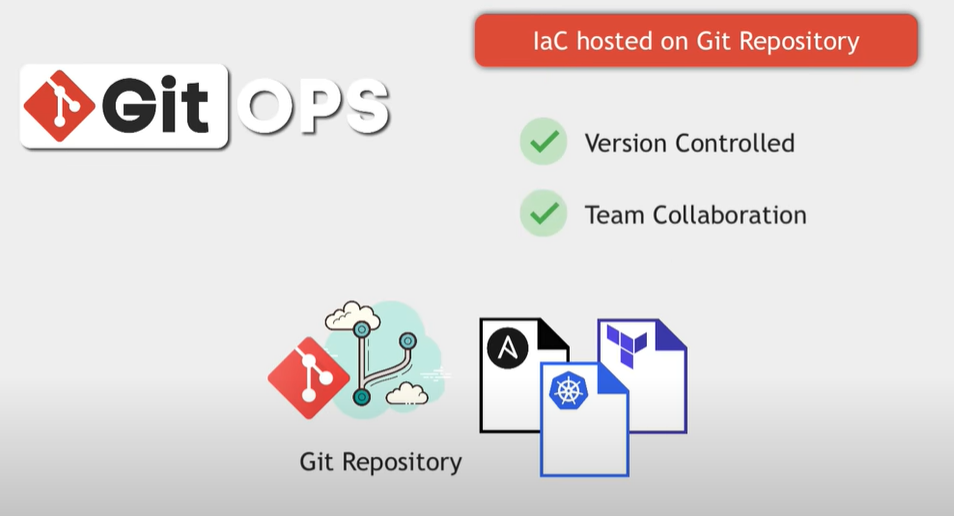 IaC hosted on Git Repository
Git OPS
Version Controlled
Team Collaboration
Git Repository